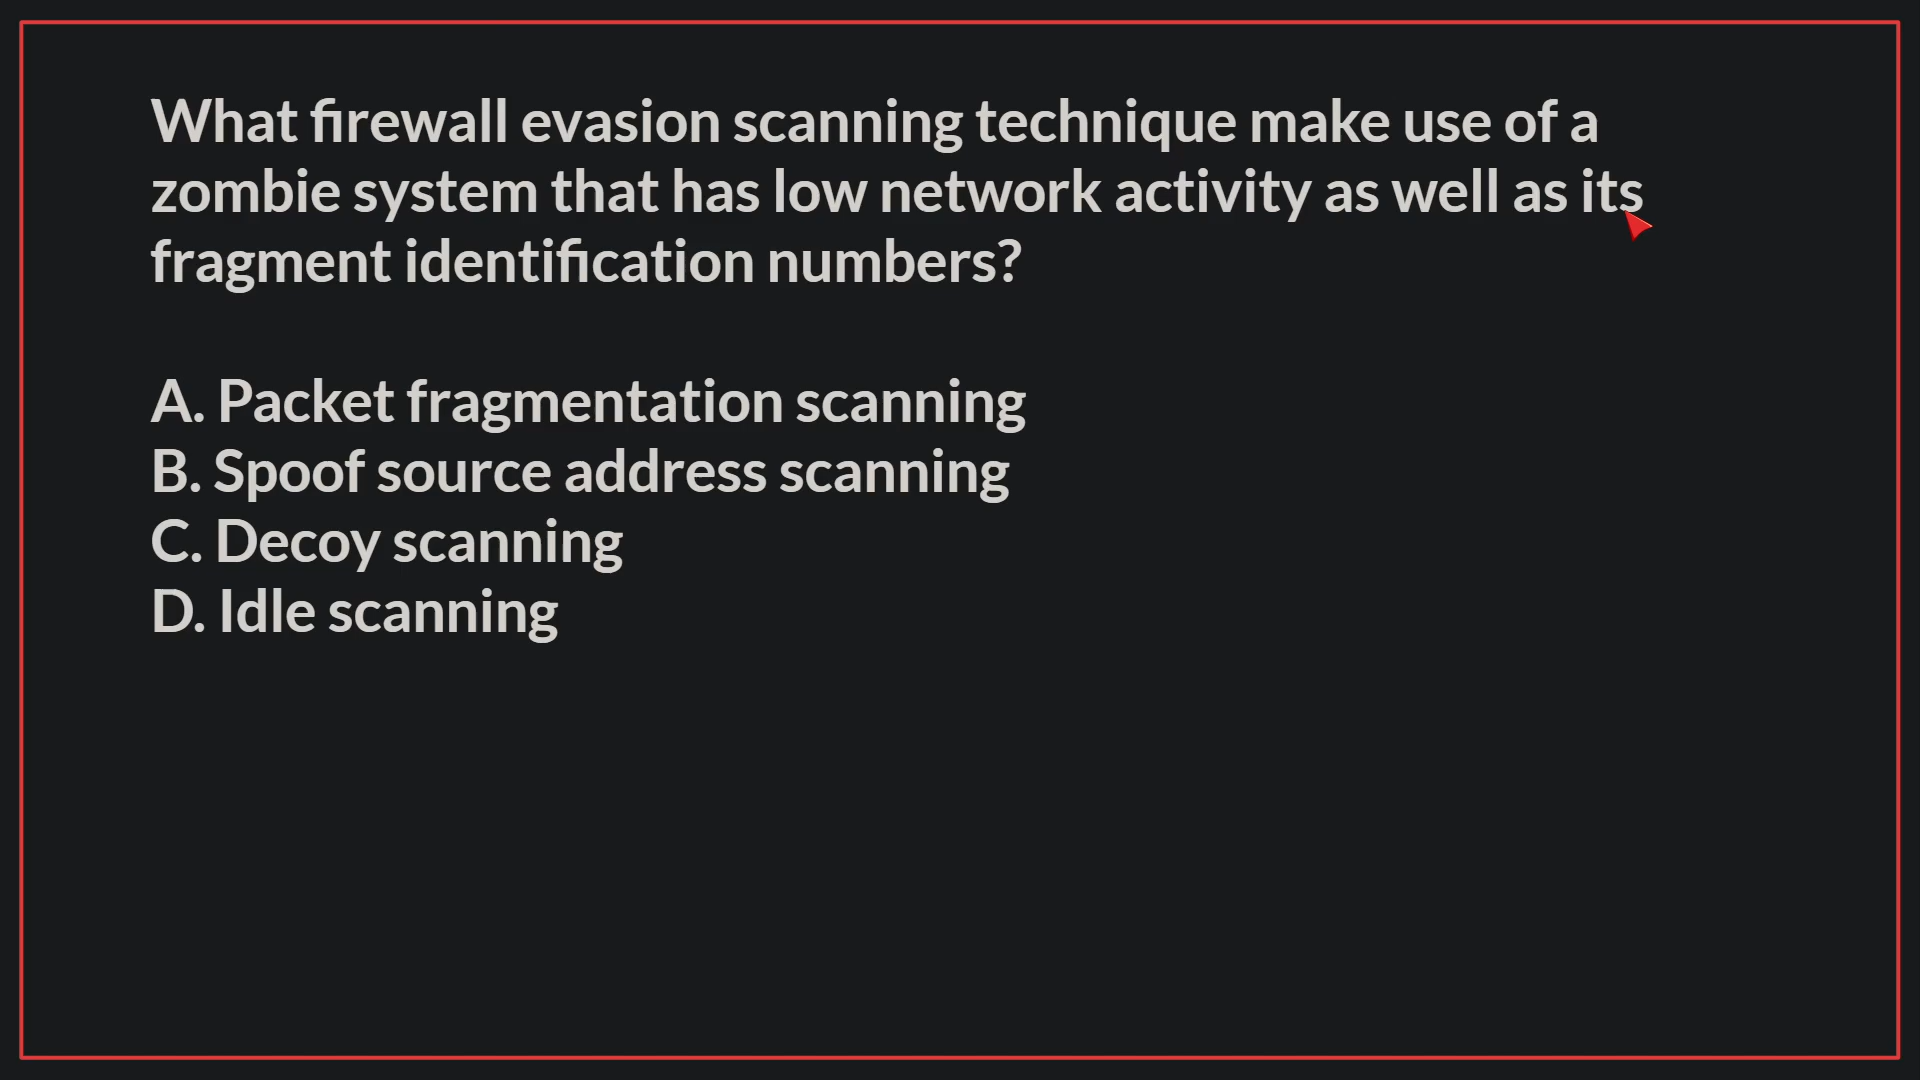 What firewall evasion scanning technique make use of a
zombie system that has low network activity as well as its
fragment identification numbers?
A. Packet fragmentation scanning
B. Spoof source address scanning
C. Decoy scanning
D. Idle scanning